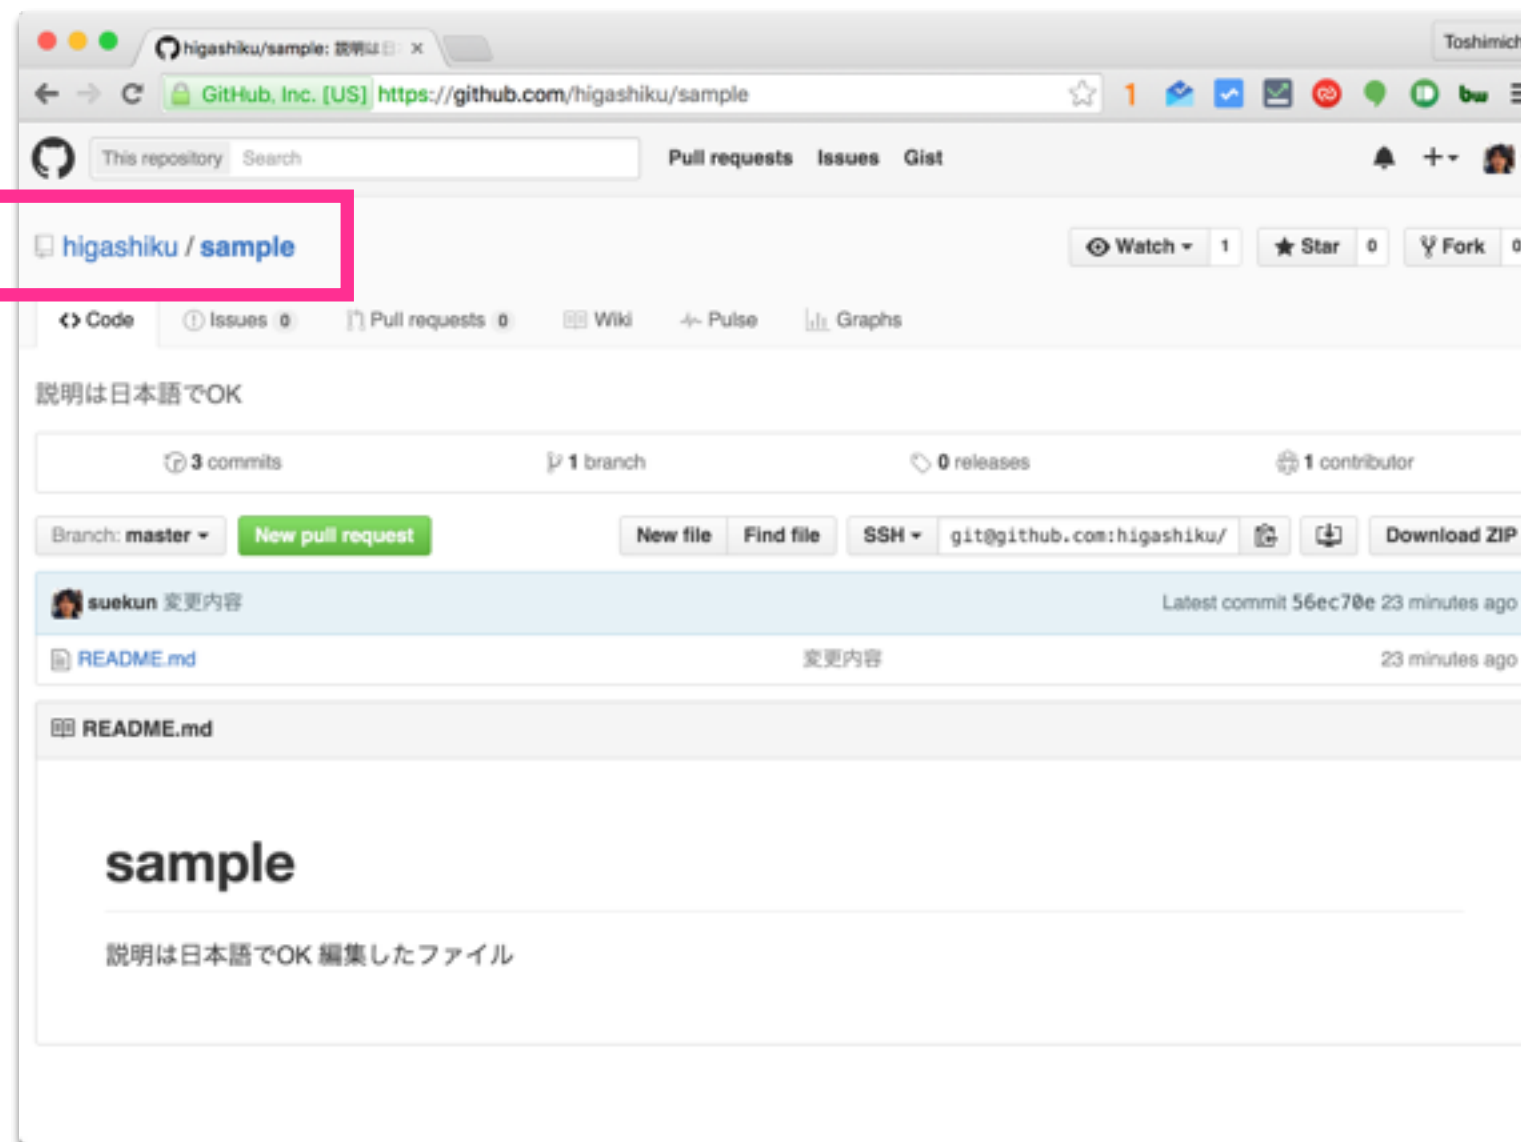 higashiku/sample: 説明は日
Toshimich
GitHub, Inc. [US] https://github.com/higashiku/sample
This repository Search Pull requests Issues Gist
higashiku / sample
Watch 1 Star 0 Fork 0
Code Issues 0 Pull requests 0 Wiki Pulse Graphs
説明は日本語でOK
3 commits 1 branch 0 releases 1 contributor
Branch: master New pull request New file Find file SSH git@github.com:higashiku/ Download ZIP
suekun 変更内容 Latest commit 56ec70e 23 minutes ago
README.md 変更内容 23 minutes ago
README.md
sample
説明は日本語でOK 編集したファイル